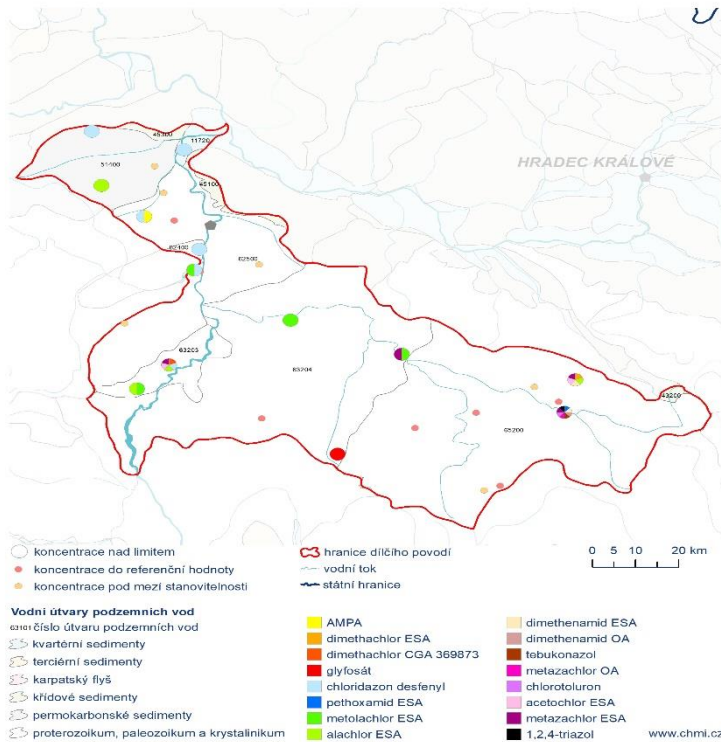 45300
11720
51400
HRADEC KRÁLOVÉ
45100
62400
62500
63203
63204
43200
65200
koncentrace nad limitem
koncentrace do referenční hodnoty
koncentrace pod mezí stanovitelnosti
hranice dílčího povodí
vodní tok
státní hranice
0 5 10 20 km
Vodní útvary podzemních vod
63101 číslo útvaru podzemních vod
kvartérní sedimenty
terciérní sedimenty
karpatský flyš
křídové sedimenty
permokarbonské sedimenty
proterozoikum, paleozoikum a krystalinikum
AMPA
dimethachlor ESA
dimethachlor CGA 369873
glyfosát
chloridazon desfenyl
pethoxamid ESA
metolachlor ESA
alachlor ESA
dimethenamid ESA
dimethenamid OA
tebukonazol
metazachlor OA
chlorotoluron
acetochlor ESA
metazachlor ESA
1,2,4-triazol
www.chmi.cz